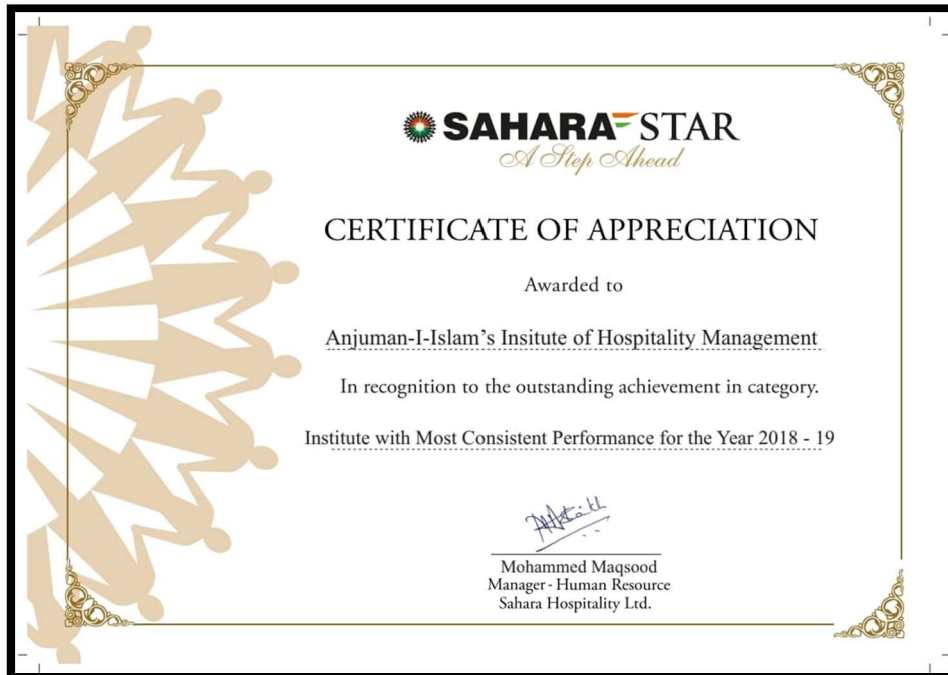 SAHARA STAR
A Step Ahead
CERTIFICATE OF APPRECIATION
Awarded to
Anjuman-I-Islam's Insitute of Hospitality Management
In recognition to the outstanding achievement in category.
Institute with Most Consistent Performance for the Year 2018 - 19
Mohammed Maqsood
Manager - Human Resource
Sahara Hospitality Ltd.